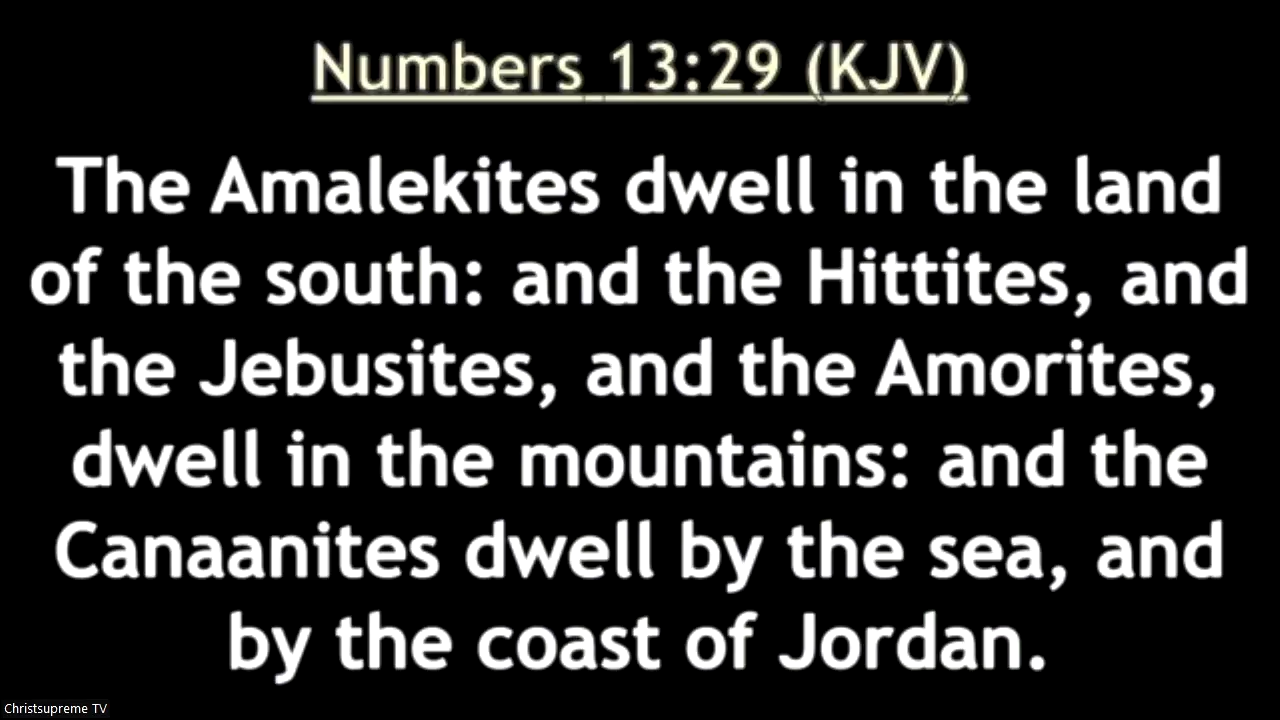 Numbers 13:29 (KJV)
The Amalekites dwell in the land
of the south: and the Hittites, and
the Jebusites, and the Amorites,
dwell in the mountains: and the
Canaanites dwell by the sea, and
by the coast of Jordan.
Christsupreme TV